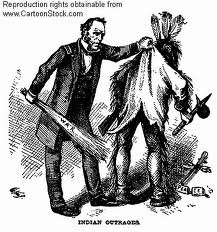 Reproduction rights obtainable from
www.CartoonStock.com
INDIAN OUTRAGES